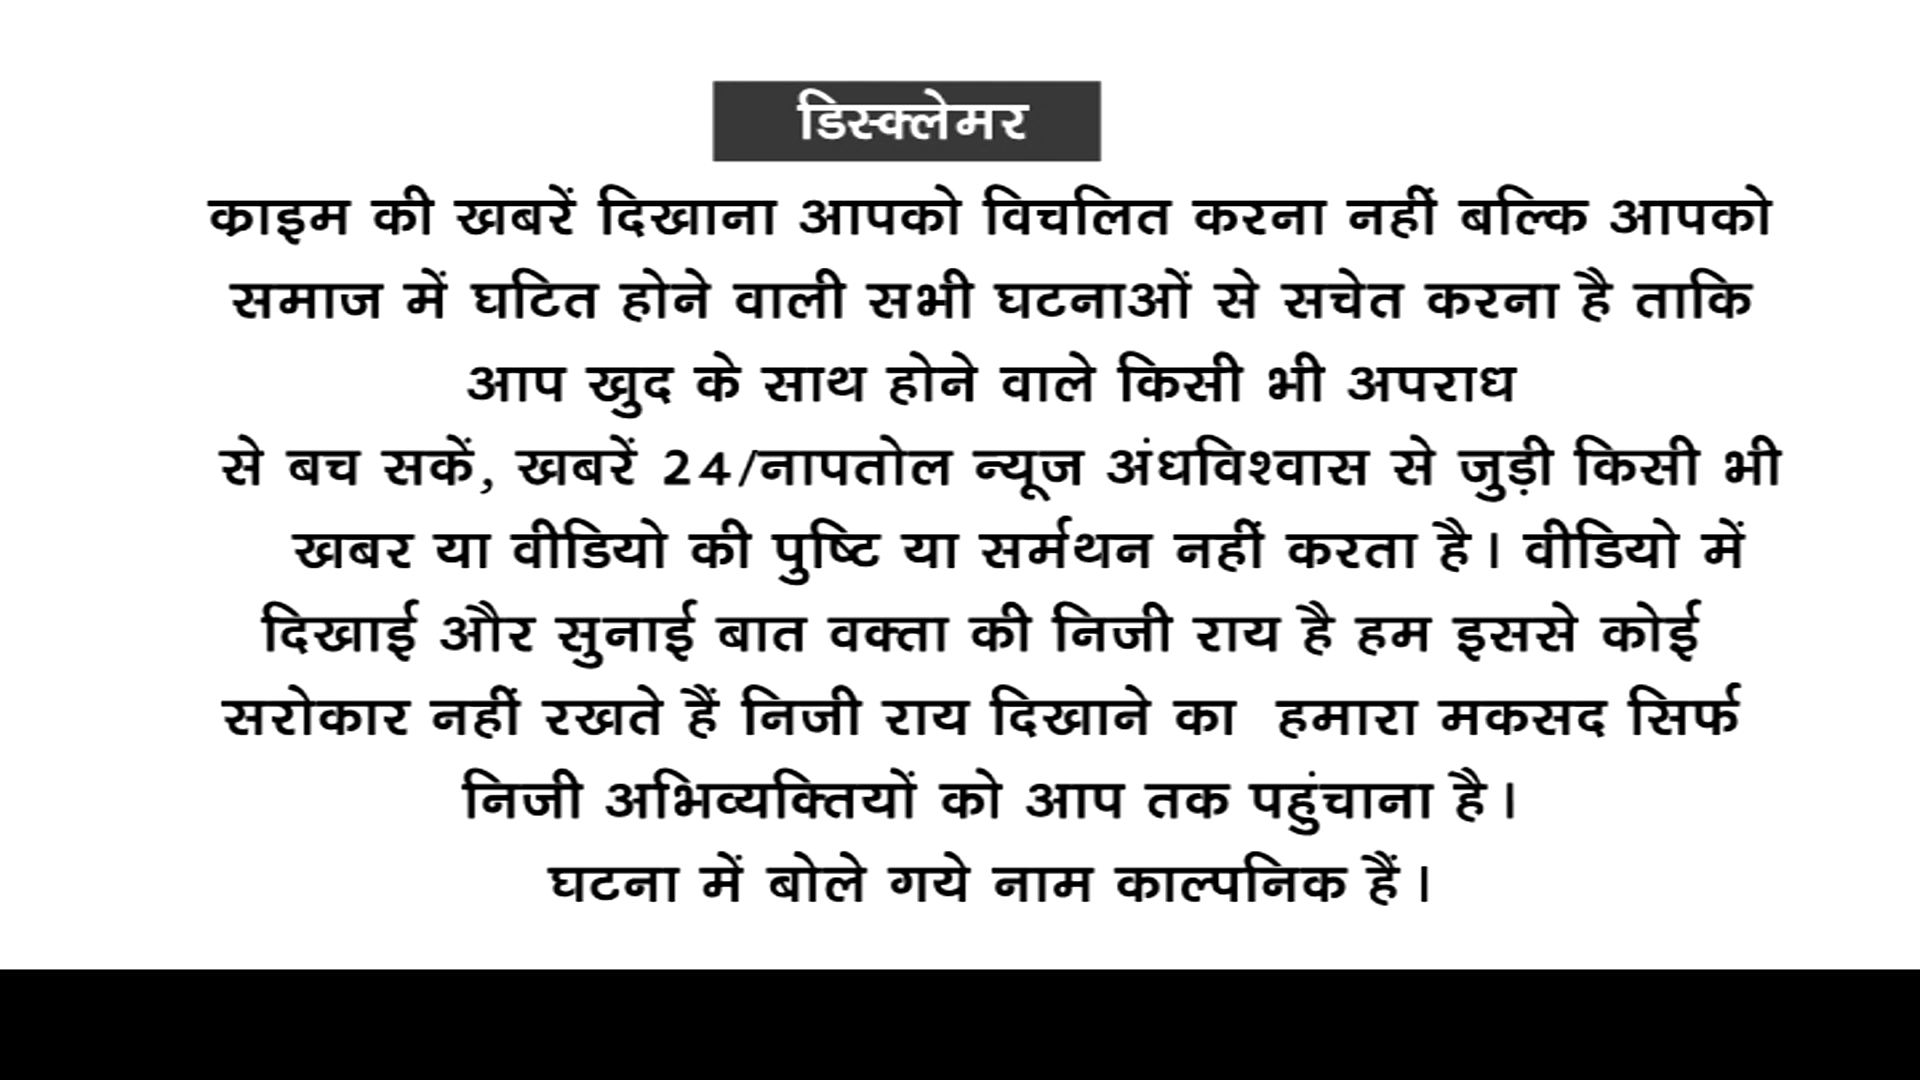 डिस्क्लेमर
क्राइम की खबरें दिखाना आपको विचलित करना नहीं बल्कि आपको
समाज में घटित होने वाली सभी घटनाओं से सचेत करना है ताकि
आप खुद के साथ होने वाले किसी भी अपराध
से बच सकें, खबरें 24/नापतोल न्यूज अंधविश्वास से जुड़ी किसी भी
खबर या वीडियो की पुष्टि या सर्मथन नहीं करता है। वीडियो में
दिखाई और सुनाई बात वक्ता की निजी राय है हम इससे कोई
सरोकार नहीं रखते हैं निजी राय दिखाने का हमारा मकसद सिर्फ
निजी अभिव्यक्तियों को आप तक पहुंचाना है।
घटना में बोले गये नाम काल्पनिक हैं।